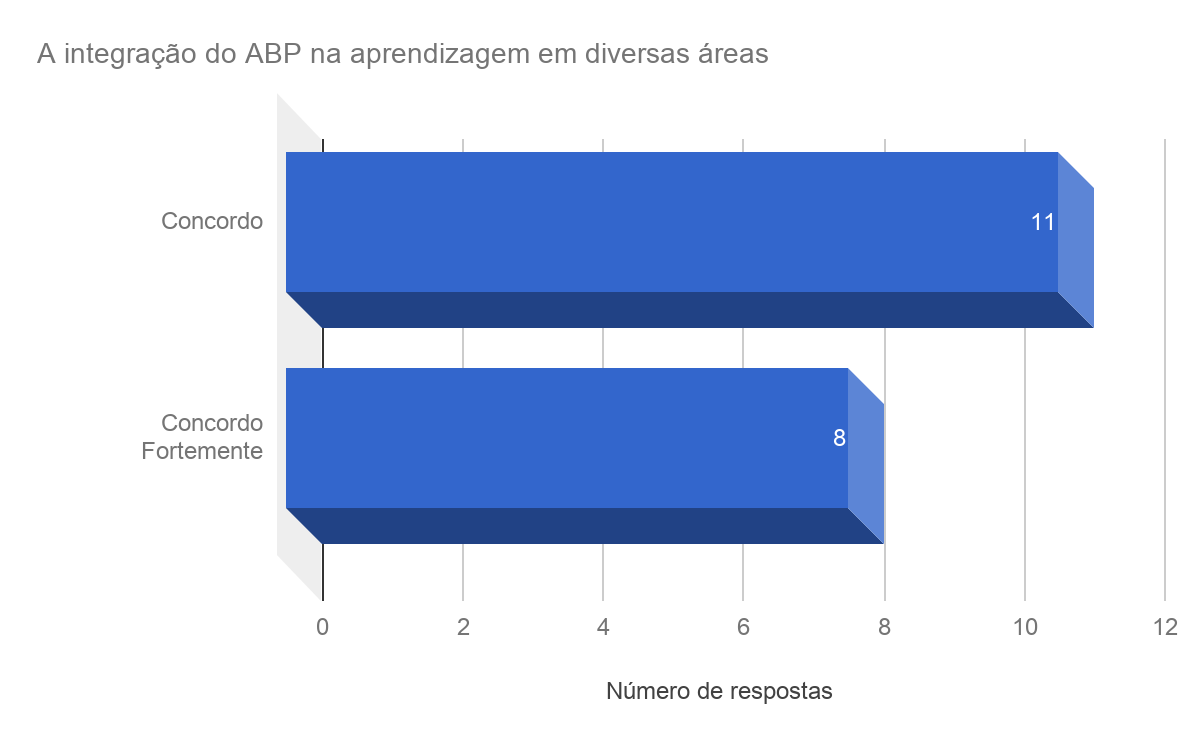 A integração do ABP na aprendizagem em diversas áreas
Concordo
11
Concordo
Fortemente
8
0 2 4 6 8 10 12
Número de respostas